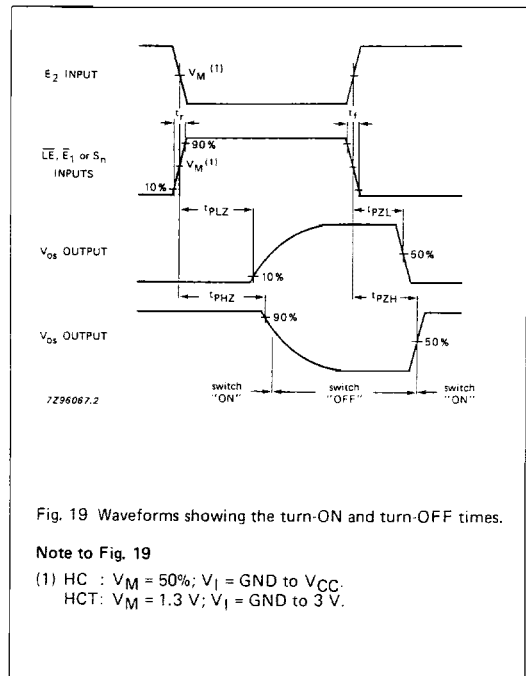 E2 INPUT
VM (1)
tr
tf
LE, E1 or Sn
INPUTS
90%
VM(1)
10%
tPLZ
tPZL
Vos OUTPUT
10%
50%
tPHZ
tPZH
Vos OUTPUT
90%
50%
switch
"ON"
switch
"OFF"
switch
"ON"
7Z96067.2
Fig. 19 Waveforms showing the turn-ON and turn-OFF times.
Note to Fig. 19
(1) HC : VM = 50%; VI = GND to VCC.
HCT: VM = 1.3 V; VI = GND to 3 V.